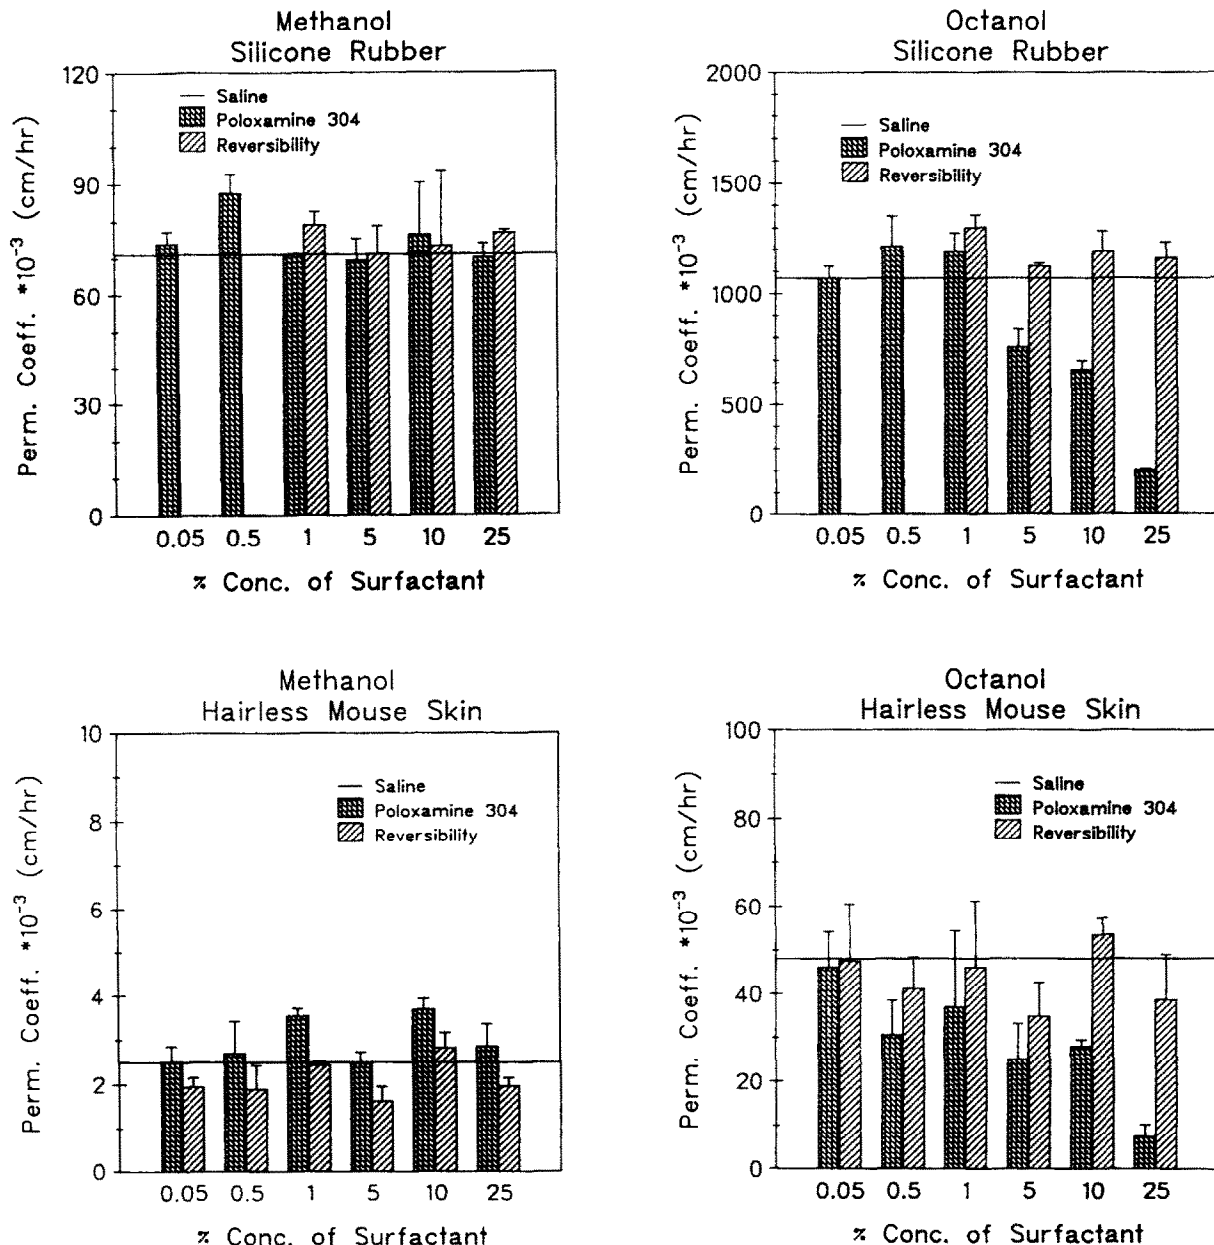 Methanol
Silicone Rubber
120
90
60
30
0
Perm. Coeff. *10⁻³ (cm/hr)
Saline
Poloxamine 304
Reversibility
0.05 0.5 1 5 10 25
% Conc. of Surfactant
Octanol
Silicone Rubber
2000
1500
1000
500
0
Perm. Coeff. *10⁻³ (cm/hr)
Saline
Poloxamine 304
Reversibility
0.05 0.5 1 5 10 25
% Conc. of Surfactant
Methanol
Hairless Mouse Skin
10
8
6
4
2
0
Perm. Coeff. *10⁻³ (cm/hr)
Saline
Poloxamine 304
Reversibility
0.05 0.5 1 5 10 25
% Conc. of Surfactant
Octanol
Hairless Mouse Skin
100
80
60
40
20
0
Perm. Coeff. *10⁻³ (cm/hr)
Saline
Poloxamine 304
Reversibility
0.05 0.5 1 5 10 25
% Conc. of Surfactant